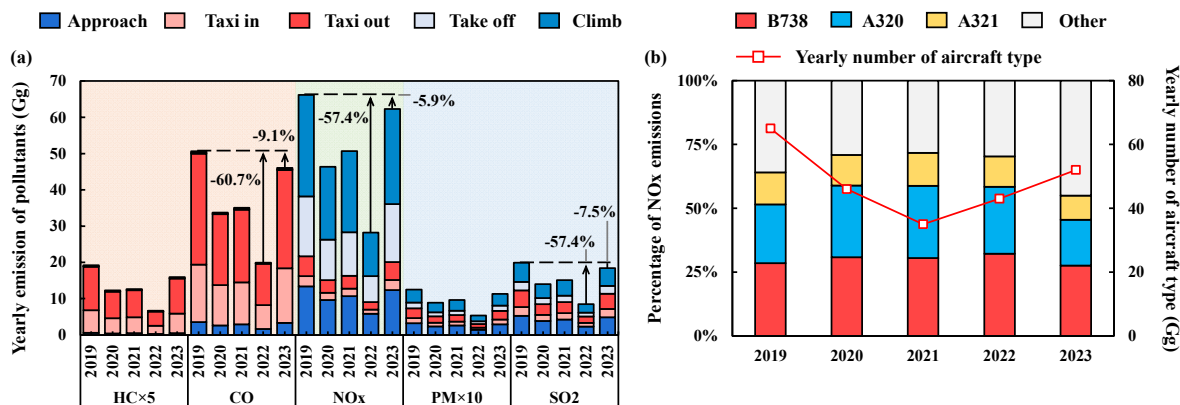 Approach Taxi in Taxi out Take off Climb
(a)
Yearly emission of pollutants (Gg)
70
60
50
40
30
20
10
0
-9.1%
-60.7%
-57.4%
-5.9%
-7.5%
-57.4%
2019 2020 2021 2022 2023 2019 2020 2021 2022 2023 2019 2020 2021 2022 2023 2019 2020 2021 2022 2023 2019 2020 2021 2022 2023
HC×5 CO NOx PM×10 SO2
B738 A320 A321 Other
(b)
Yearly number of aircraft type
Percentage of NOx emissions
100%
75%
50%
25%
0%
80
60
40
20
0
Yearly number of aircraft type (Gg)
2019 2020 2021 2022 2023